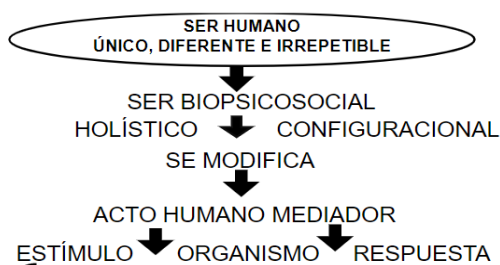 SER HUMANO
ÚNICO, DIFERENTE E IRREPETIBLE
SER BIOPSICOSOCIAL
HOLÍSTICO CONFIGURACIONAL
SE MODIFICA
ACTO HUMANO MEDIADOR
ESTÍMULO ORGANISMO RESPUESTA